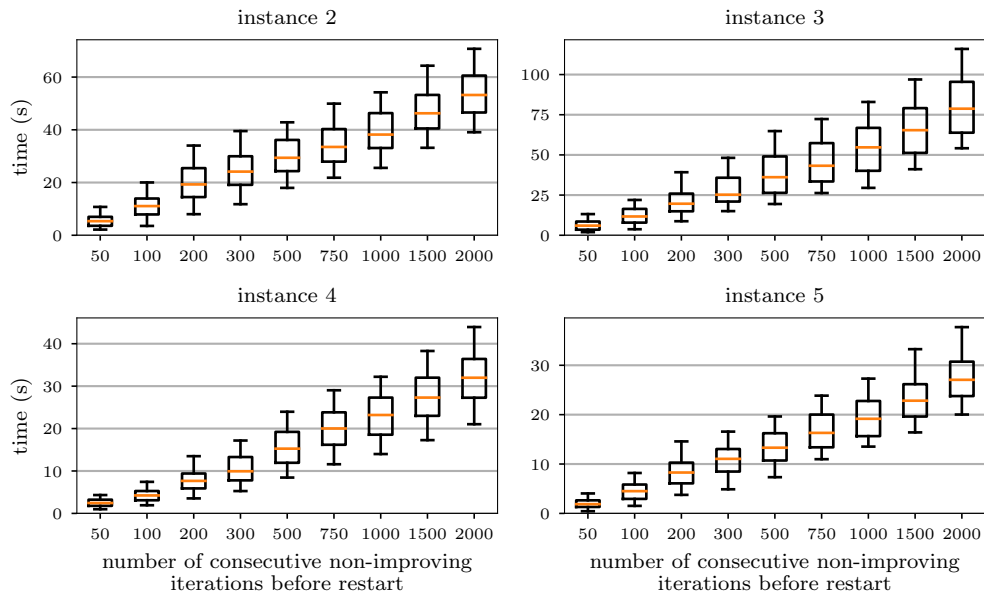 instance 2
instance 3
time (s)
60
40
20
0
50 100 200 300 500 750 1000 1500 2000
100
75
50
25
0
50 100 200 300 500 750 1000 1500 2000
instance 4
instance 5
time (s)
40
30
20
10
0
50 100 200 300 500 750 1000 1500 2000
30
20
10
0
50 100 200 300 500 750 1000 1500 2000
number of consecutive non-improving
iterations before restart
number of consecutive non-improving
iterations before restart